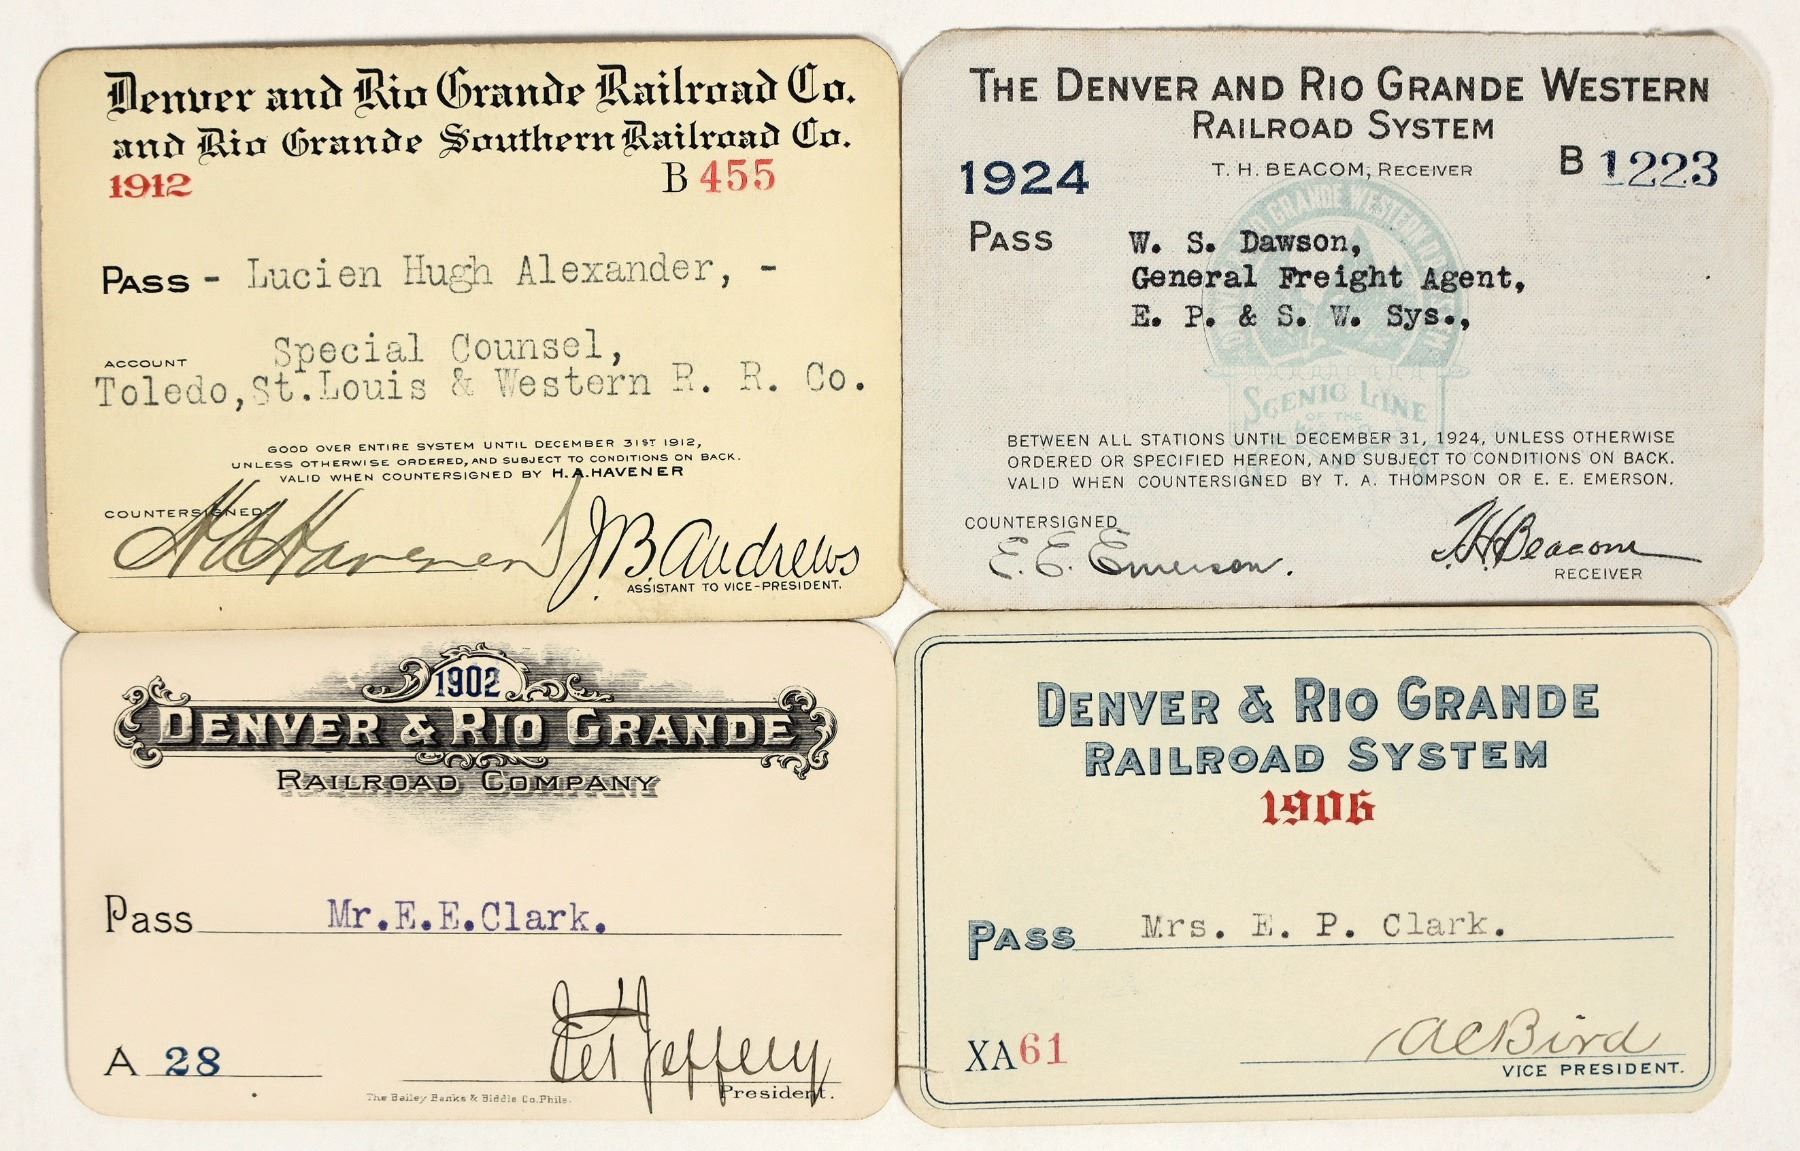 Denver and Rio Grande Railroad Co.
and Rio Grande Southern Railroad Co.
1912
B 455
PASS - Lucien Hugh Alexander, -
ACCOUNT Special Counsel,
Toledo, St. Louis & Western R. R. Co.
GOOD OVER ENTIRE SYSTEM UNTIL DECEMBER 31ST 1912,
UNLESS OTHERWISE ORDERED, AND SUBJECT TO CONDITIONS ON BACK.
VALID WHEN COUNTERSIGNED BY H. A. HAVENER
COUNTERSIGNED:
H A Havener J.B. Andrews
ASSISTANT TO VICE-PRESIDENT.
THE DENVER AND RIO GRANDE WESTERN
RAILROAD SYSTEM
T. H. BEACOM, RECEIVER
1924
B 1223
PASS W. S. Dawson,
General Freight Agent,
E. P. & S. W. Sys.,
RIO GRANDE WESTERN
SCENIC LINE
OF THE
BETWEEN ALL STATIONS UNTIL DECEMBER 31, 1924, UNLESS OTHERWISE
ORDERED OR SPECIFIED HEREON, AND SUBJECT TO CONDITIONS ON BACK.
VALID WHEN COUNTERSIGNED BY T. A. THOMPSON OR E. E. EMERSON.
COUNTERSIGNED
E. E. Emerson. T.H. Beacom
RECEIVER
1902
DENVER & RIO GRANDE
RAILROAD COMPANY
Pass Mr.E.E.Clark.
A 28
E T Jeffery
President.
The Bailey Banks & Biddle Co. Phila.
DENVER & RIO GRANDE
RAILROAD SYSTEM
1906
PASS Mrs. E. P. Clark.
XA61
A C Bird
VICE PRESIDENT.